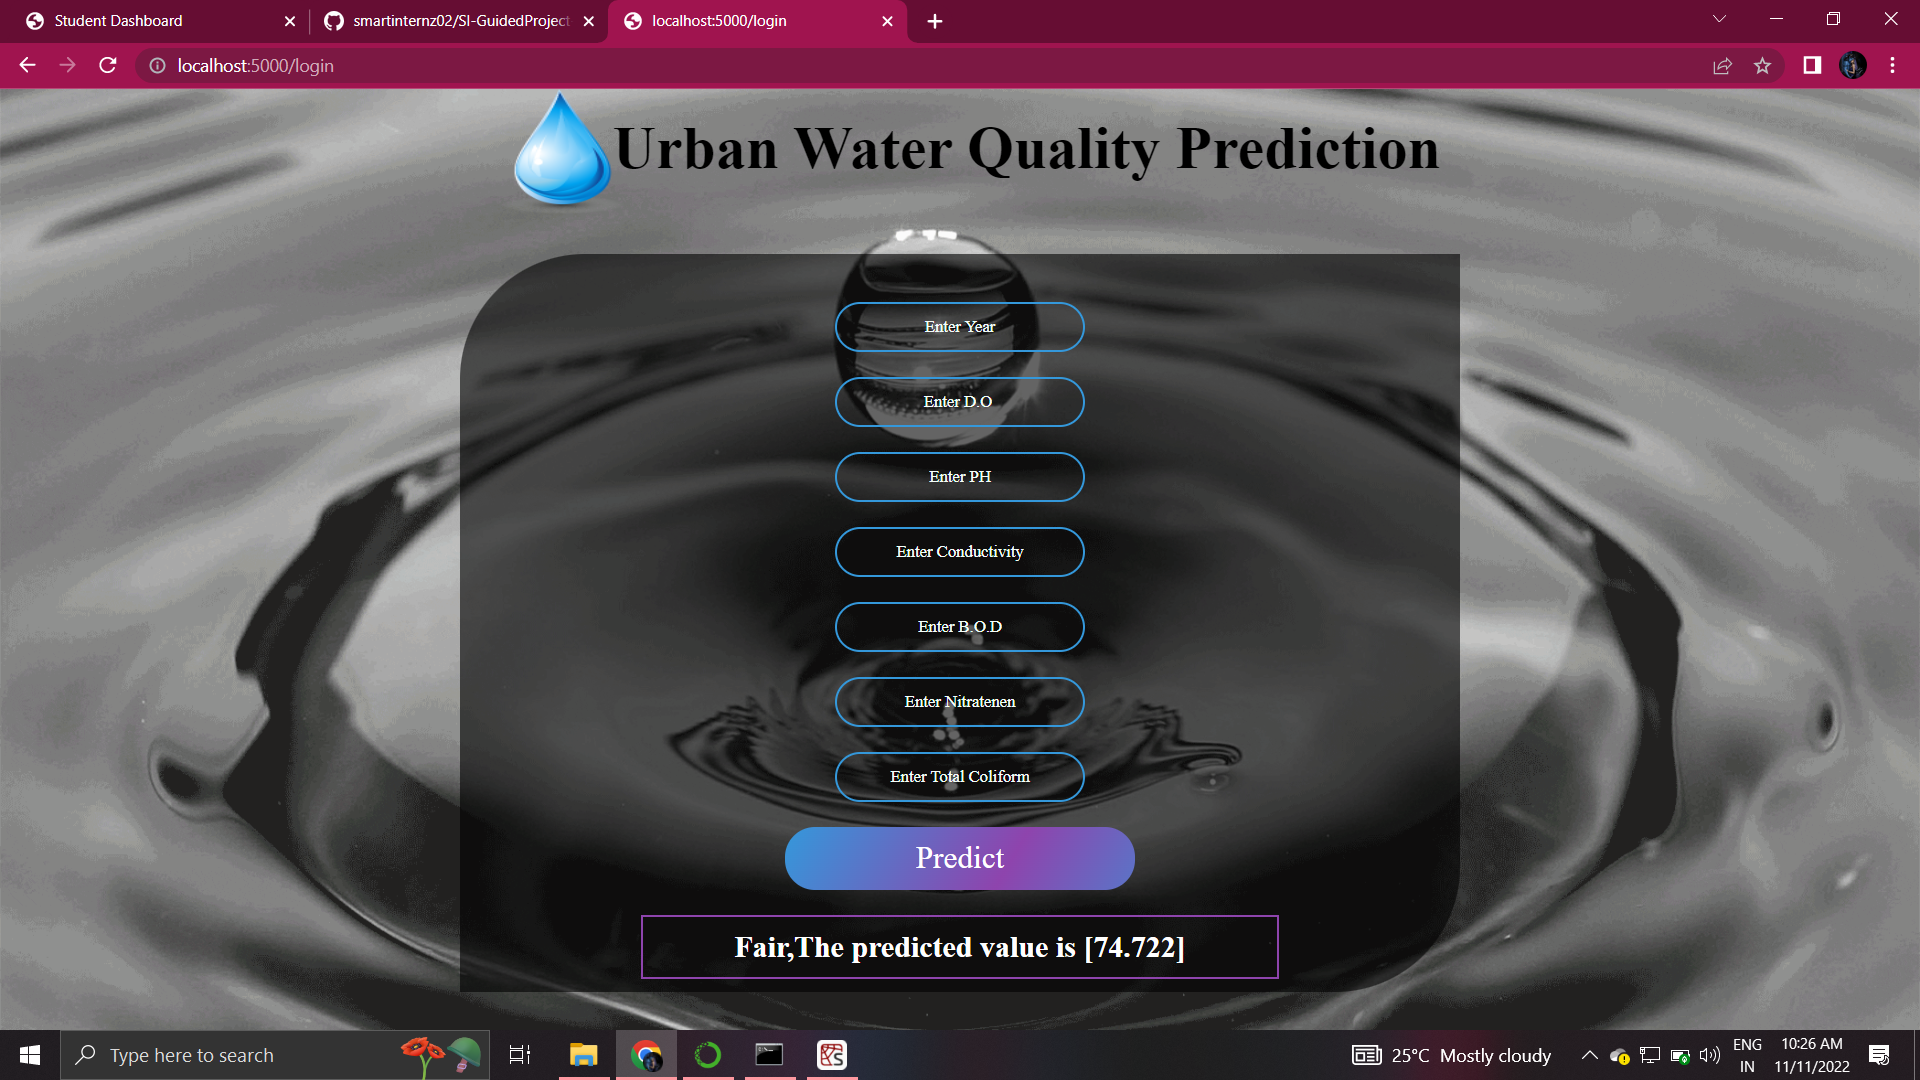 Student Dashboard
smartinternz02/SI-GuidedProject
localhost:5000/login
localhost:5000/login
Urban Water Quality Prediction
Enter Year
Enter D.O
Enter PH
Enter Conductivity
Enter B.O.D
Enter Nitratenen
Enter Total Coliform
Predict
Fair,The predicted value is [74.722]
Type here to search
25°C Mostly cloudy
ENG
IN
10:26 AM
11/11/2022